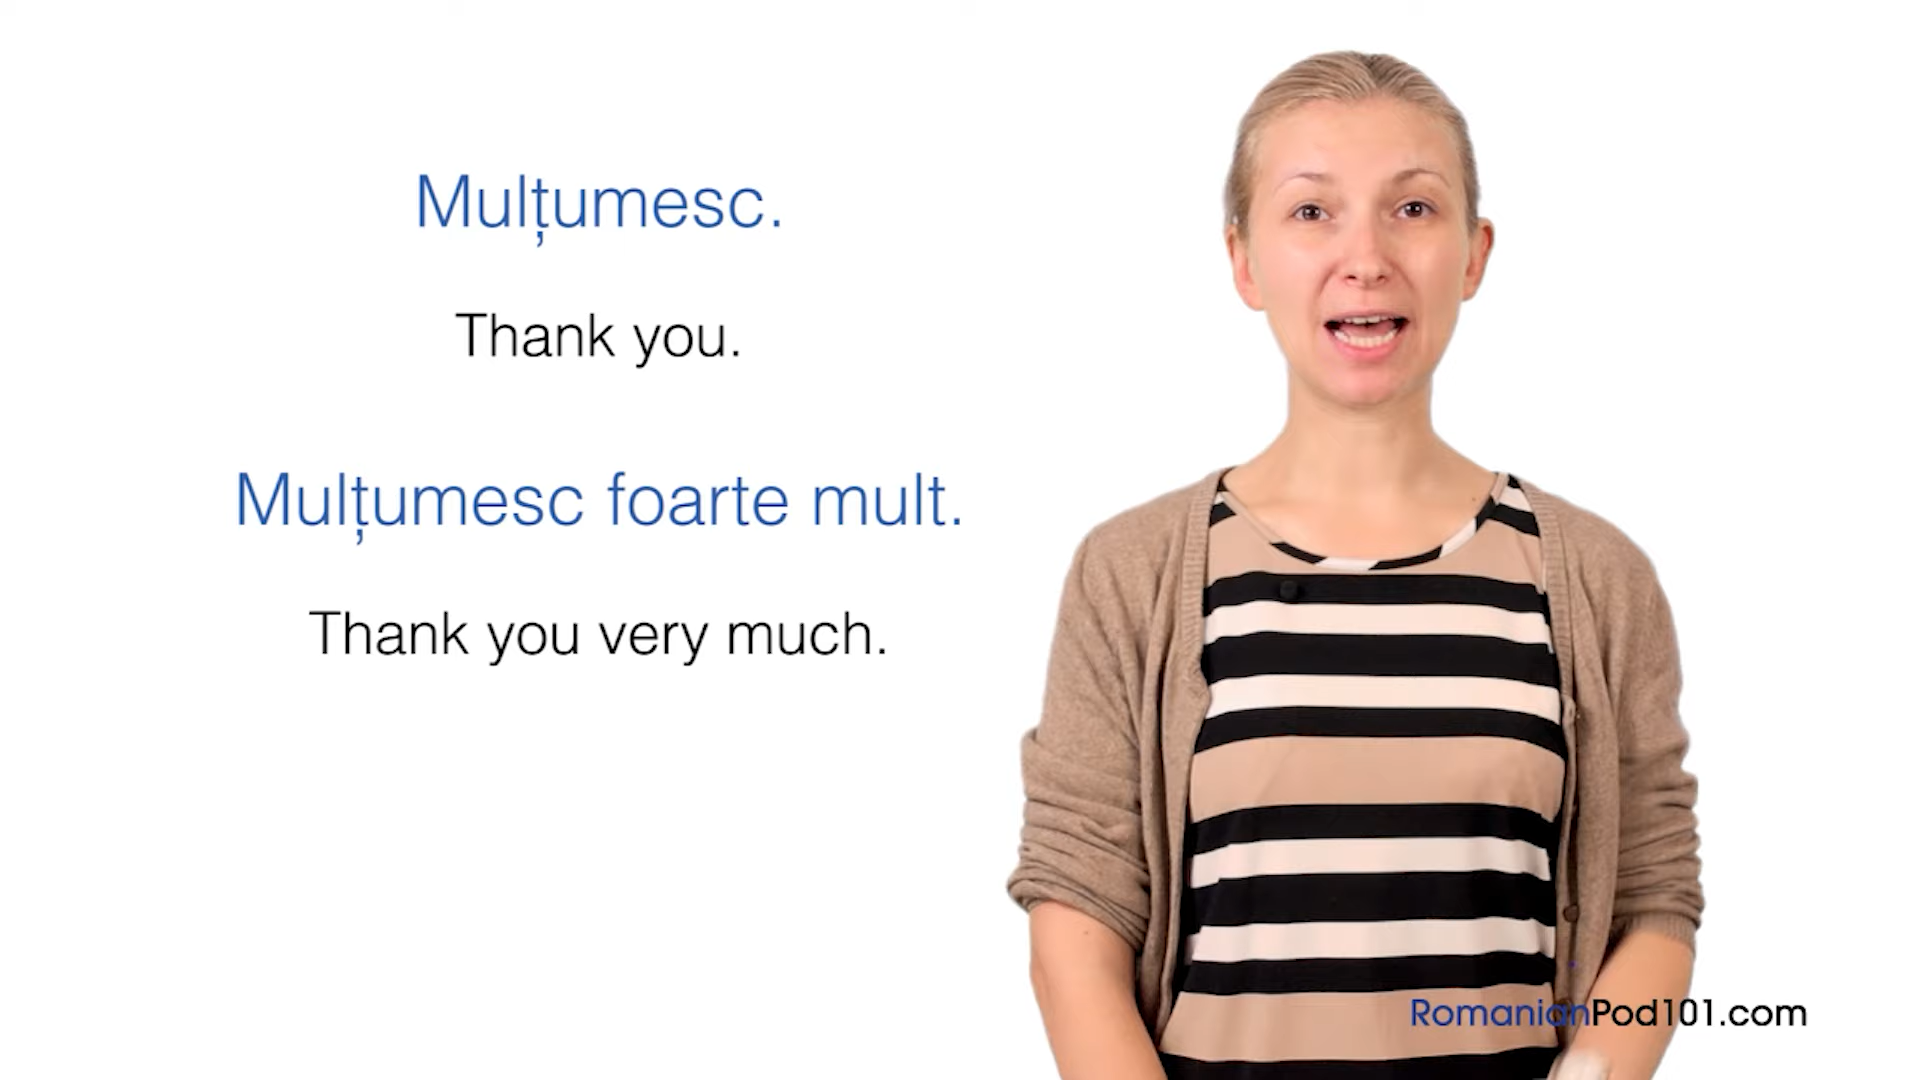 Mulțumesc.
Thank you.
Mulțumesc foarte mult.
Thank you very much.
RomanianPod101.com